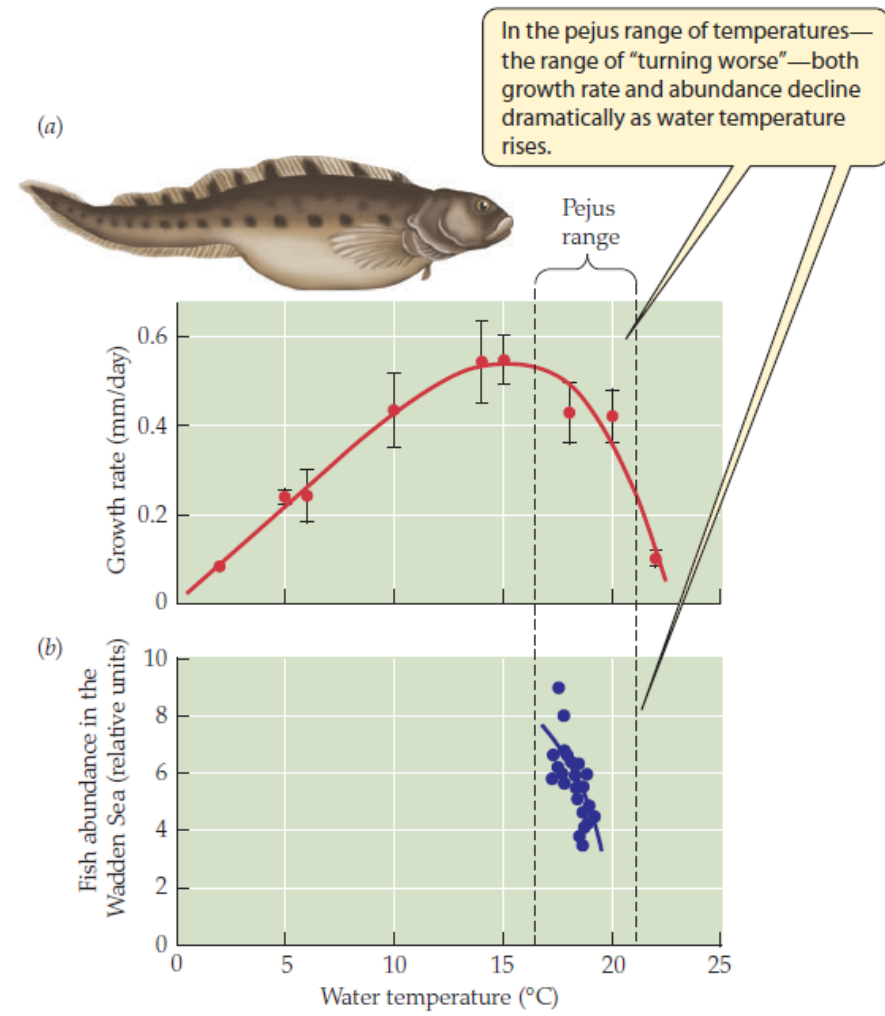 In the pejus range of temperatures—
the range of “turning worse”—both
growth rate and abundance decline
dramatically as water temperature
rises.
(a)
Pejus
range
Growth rate (mm/day)
0.6
0.4
0.2
0
(b)
Fish abundance in the
Wadden Sea (relative units)
10
8
6
4
2
0
0 5 10 15 20 25
Water temperature (°C)